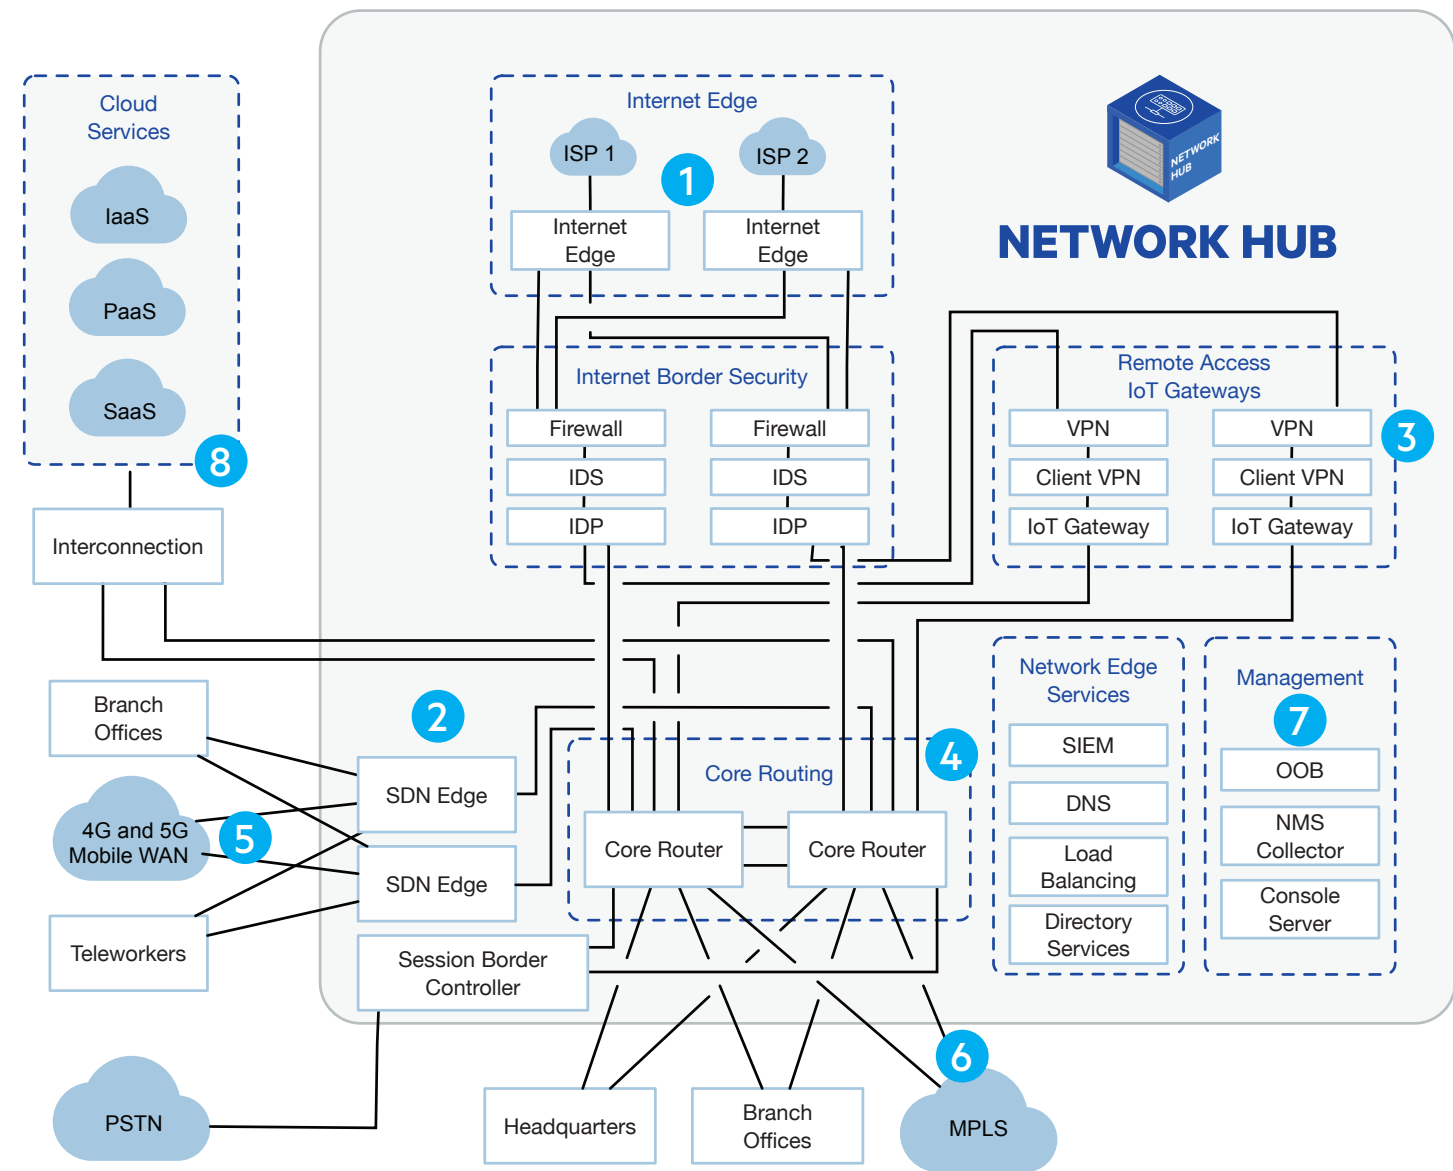 Cloud
Services
IaaS
PaaS
SaaS
8
Interconnection
Internet Edge
ISP 1
ISP 2
1
Internet
Edge
Internet
Edge
NETWORK
HUB
NETWORK HUB
Internet Border Security
Firewall
IDS
IDP
Firewall
IDS
IDP
Remote Access
IoT Gateways
VPN
Client VPN
IoT Gateway
VPN
Client VPN
IoT Gateway
3
Branch
Offices
4G and 5G
Mobile WAN
5
Teleworkers
2
SDN Edge
SDN Edge
Session Border
Controller
Core Routing
4
Core Router
Core Router
Network Edge
Services
SIEM
DNS
Load
Balancing
Directory
Services
Management
7
OOB
NMS
Collector
Console
Server
PSTN
Headquarters
Branch
Offices
6
MPLS